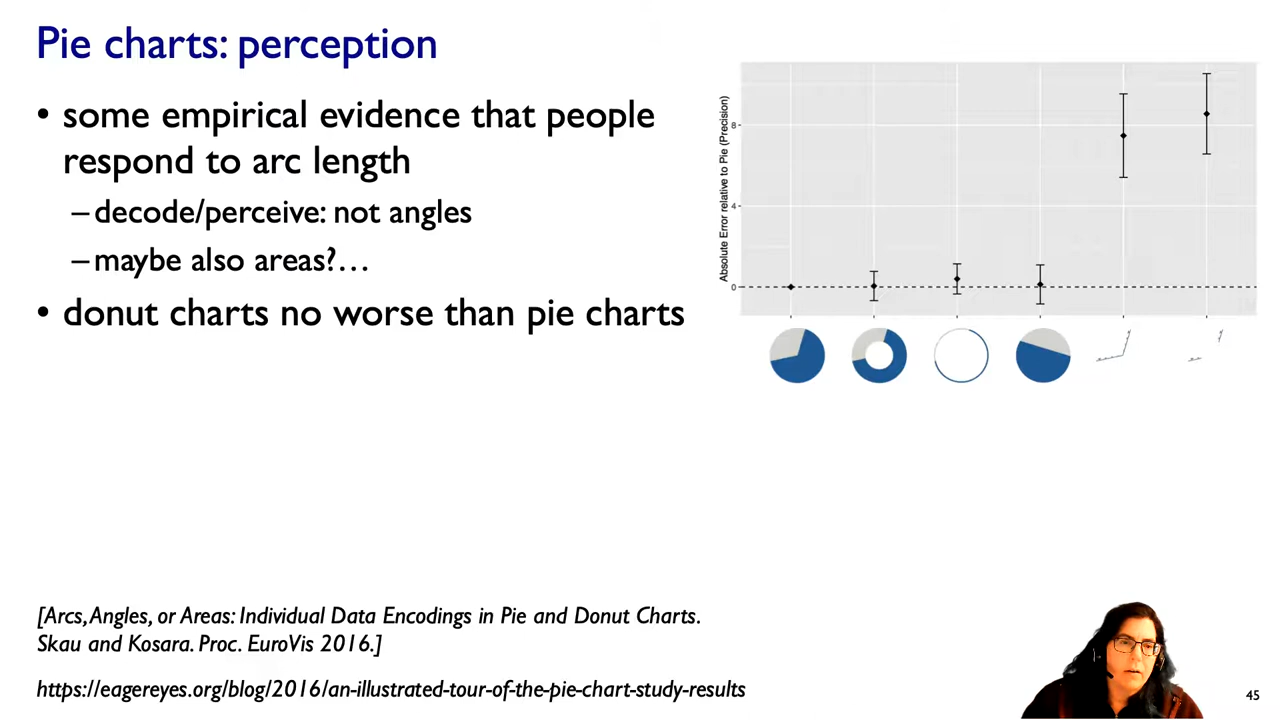 Pie charts: perception
• some empirical evidence that people
respond to arc length
–decode/perceive: not angles
–maybe also areas?…
• donut charts no worse than pie charts
Absolute Error relative to Pie (Precision)
8
4
0
[Arcs, Angles, or Areas: Individual Data Encodings in Pie and Donut Charts.
Skau and Kosara. Proc. EuroVis 2016.]
https://eagereyes.org/blog/2016/an-illustrated-tour-of-the-pie-chart-study-results
45